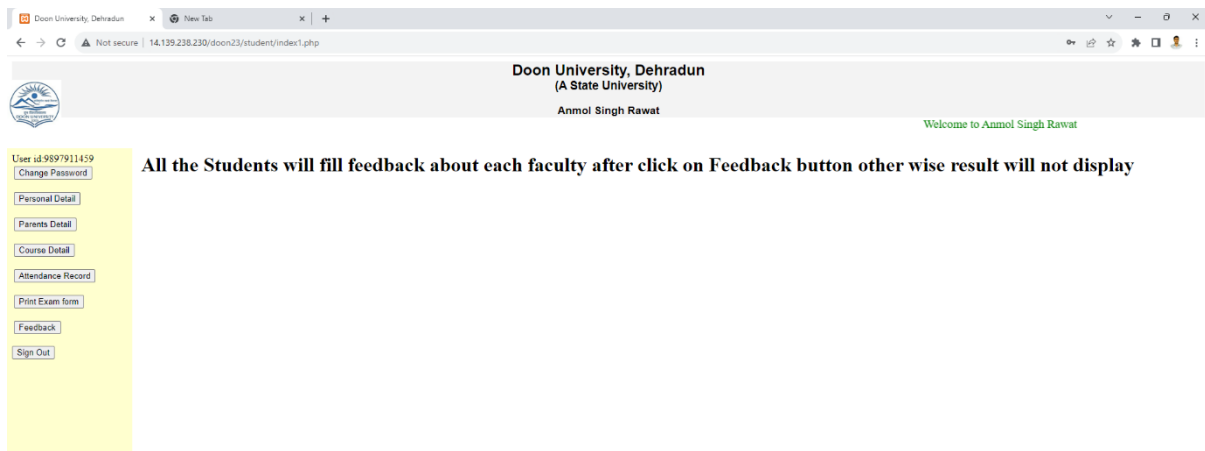 Doon University, Dehradun
New Tab
Not secure | 14.139.238.230/doon23/student/index1.php
Doon University, Dehradun
(A State University)
Anmol Singh Rawat
Welcome to Anmol Singh Rawat
User id:9897911459
Change Password
All the Students will fill feedback about each faculty after click on Feedback button other wise result will not display
Personal Detail
Parents Detail
Course Detail
Attendance Record
Print Exam form
Feedback
Sign Out